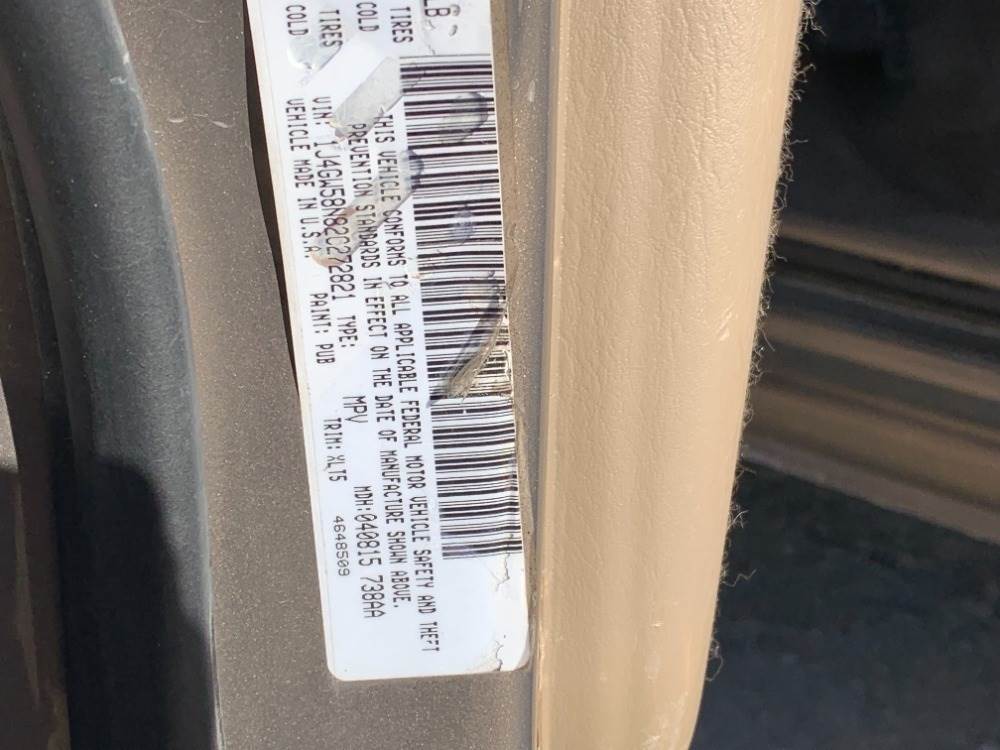 LB
TIRES
COLD
TIRES
COLD
THIS VEHICLE CONFORMS TO ALL APPLICABLE FEDERAL MOTOR VEHICLE SAFETY AND THEFT
PREVENTION STANDARDS IN EFFECT ON THE DATE OF MANUFACTURE SHOWN ABOVE.
VIN: 1J4GW58N82C272821 TYPE: MPV MDH:040815 738AA
VEHICLE MADE IN U.S.A. PAINT: PUB TRIM: XLT5 4648509